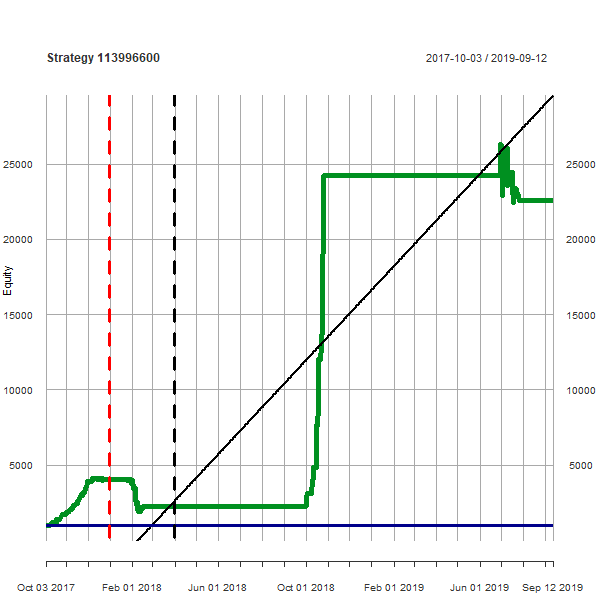 Strategy 113996600
2017-10-03 / 2019-09-12
Equity
25000
20000
15000
10000
5000
25000
20000
15000
10000
5000
Oct 03 2017
Feb 01 2018
Jun 01 2018
Oct 01 2018
Feb 01 2019
Jun 01 2019
Sep 12 2019